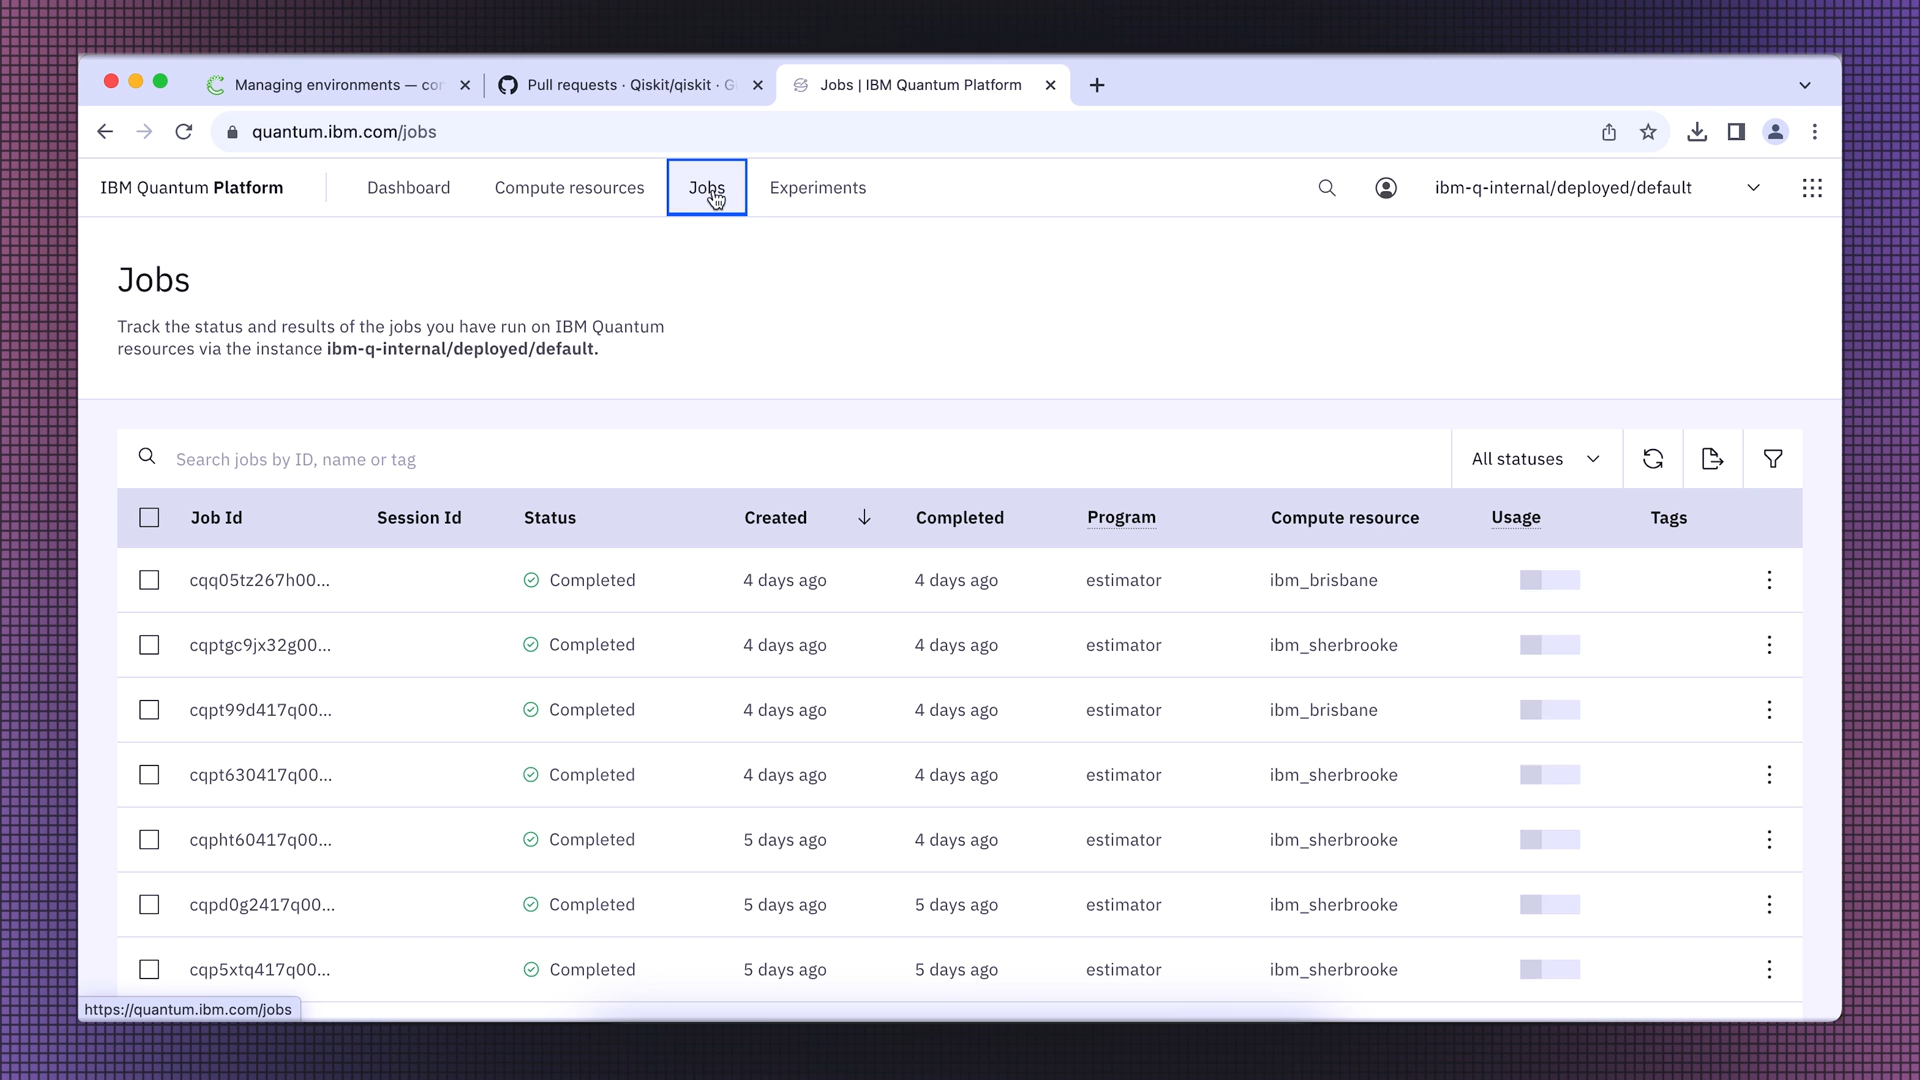 Managing environments — co
Pull requests · Qiskit/qiskit · G
Jobs | IBM Quantum Platform
quantum.ibm.com/jobs
IBM Quantum Platform
Dashboard
Compute resources
Jobs
Experiments
ibm-q-internal/deployed/default
Jobs
Track the status and results of the jobs you have run on IBM Quantum
resources via the instance ibm-q-internal/deployed/default.
Search jobs by ID, name or tag
All statuses
Job Id Session Id Status Created Completed Program Compute resource Usage Tags
cqq05tz267h00... Completed 4 days ago 4 days ago estimator ibm_brisbane
cqptgc9jx32g00... Completed 4 days ago 4 days ago estimator ibm_sherbrooke
cqpt99d417q00... Completed 4 days ago 4 days ago estimator ibm_brisbane
cqpt630417q00... Completed 4 days ago 4 days ago estimator ibm_sherbrooke
cqpht60417q00... Completed 5 days ago 4 days ago estimator ibm_sherbrooke
cqpd0g2417q00... Completed 5 days ago 5 days ago estimator ibm_sherbrooke
cqp5xtq417q00... Completed 5 days ago 5 days ago estimator ibm_sherbrooke
https://quantum.ibm.com/jobs